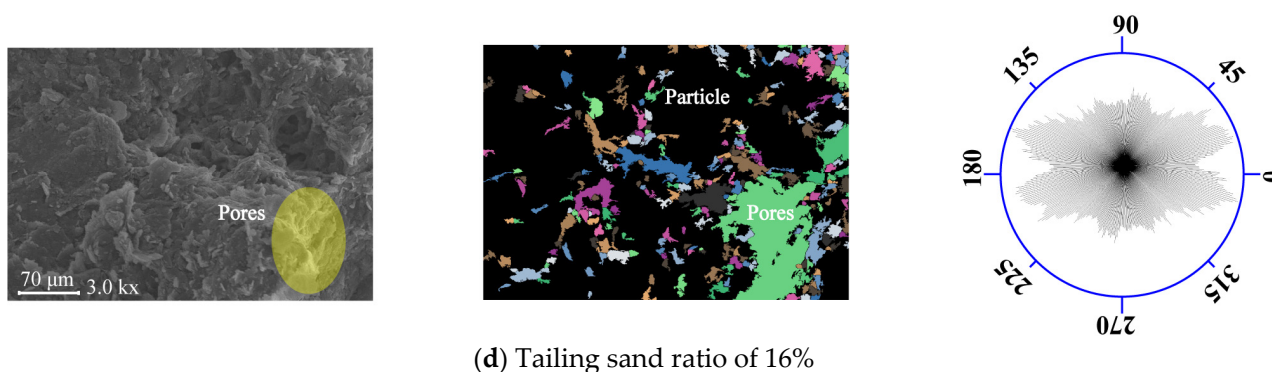 Pores
70 μm 3.0 kx
Particle
Pores
90
45
135
180
0
225
315
270
(d) Tailing sand ratio of 16%